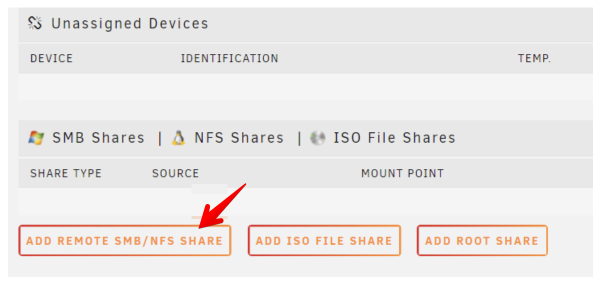 Unassigned Devices
DEVICE IDENTIFICATION TEMP.
SMB Shares | NFS Shares | ISO File Shares
SHARE TYPE SOURCE MOUNT POINT
ADD REMOTE SMB/NFS SHARE ADD ISO FILE SHARE ADD ROOT SHARE